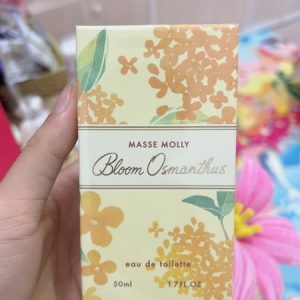 MASSE MOLLY
Bloom Osmanthus
eau de toilette
50ml 1.7FL.OZ